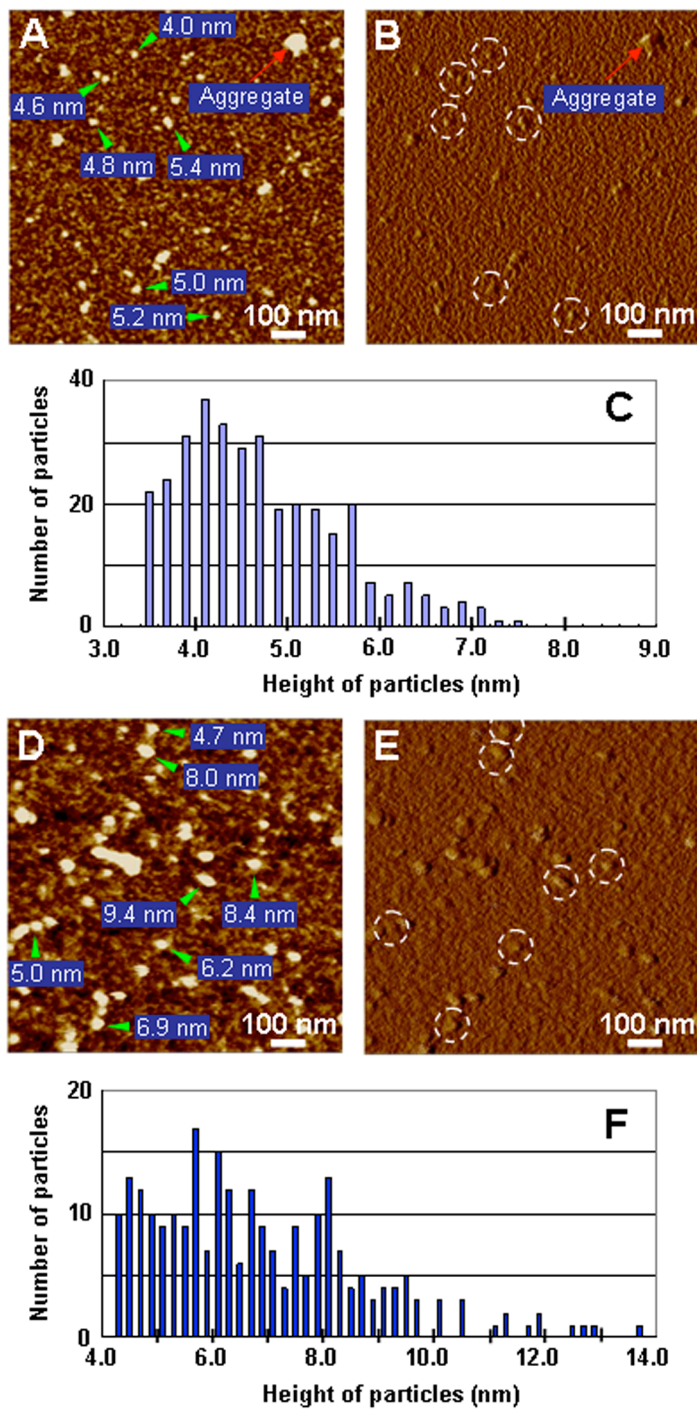 A
4.0 nm
4.6 nm
Aggregate
4.8 nm
5.4 nm
5.0 nm
5.2 nm
100 nm
B
Aggregate
100 nm
C
Number of particles
40
20
0
3.0 4.0 5.0 6.0 7.0 8.0 9.0
Height of particles (nm)
D
4.7 nm
8.0 nm
9.4 nm
8.4 nm
5.0 nm
6.2 nm
6.9 nm
100 nm
E
100 nm
F
Number of particles
20
10
0
4.0 6.0 8.0 10.0 12.0 14.0
Height of particles (nm)